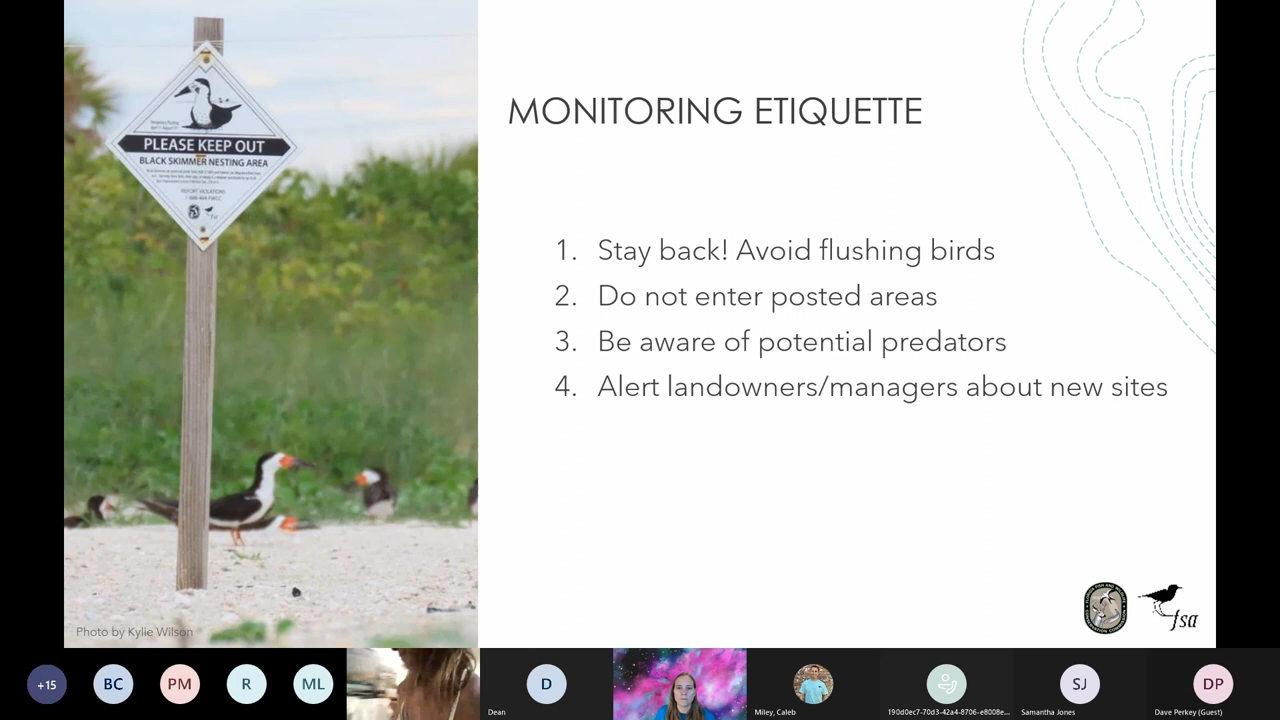 PLEASE KEEP OUT
BLACK SKIMMER NESTING AREA
REPORT VIOLATIONS
fsa
Photo by Kylie Wilson
MONITORING ETIQUETTE
1. Stay back! Avoid flushing birds
2. Do not enter posted areas
3. Be aware of potential predators
4. Alert landowners/managers about new sites
fsa
+15
BC
PM
R
ML
D
Dean
Miley, Caleb
190d0ec7-70d3-42a4-8706-e8008e...
SJ
Samantha Jones
DP
Dave Perkey (Guest)